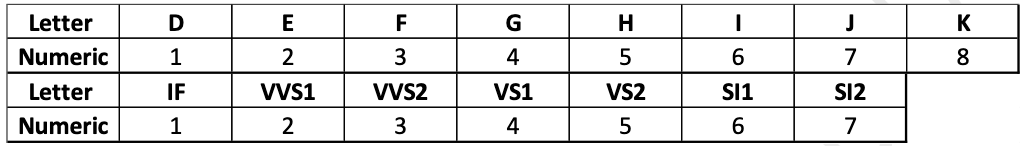 Letter D E F G H I J K
Numeric 1 2 3 4 5 6 7 8
Letter IF VVS1 VVS2 VS1 VS2 SI1 SI2
Numeric 1 2 3 4 5 6 7